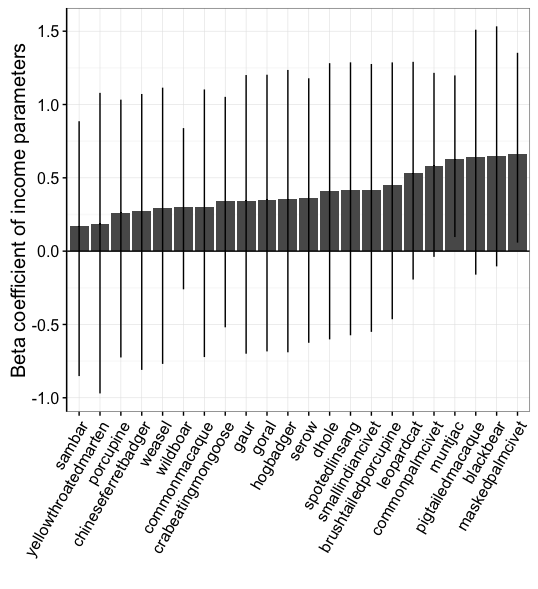 Beta coefficient of income parameters
1.5
1.0
0.5
0.0
-0.5
-1.0
sambar
yellowthroatedmarten
porcupine
chineseferretbadger
weasel
wildboar
commonmacaque
crabeatingmongoose
gaur
goral
hogbadger
serow
dhole
spotedlinsang
smallindiancivet
brushtailedporcupine
leopardcat
commonpalmcivet
muntjac
pigtailedmacaque
blackbear
maskedpalmcivet